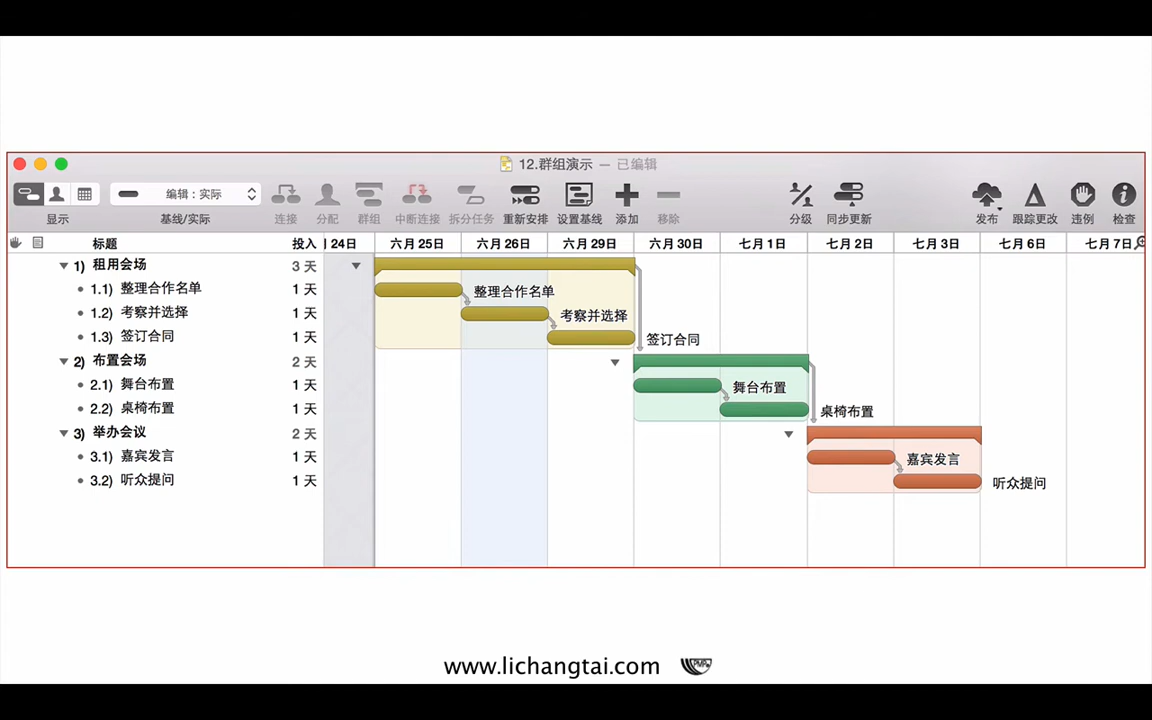 12.群组演示 — 已编辑
编辑：实际
显示 基线/实际 连接 分配 群组 中断连接 拆分任务 重新安排 设置基线 添加 移除 分级 同步更新 发布 跟踪更改 违例 检查
标题 投入 24日 六月 25日 六月 26日 六月 29日 六月 30日 七月 1日 七月 2日 七月 3日 七月 6日 七月 7日
1) 租用会场 3 天
1.1) 整理合作名单 1 天 整理合作名单
1.2) 考察并选择 1 天 考察并选择
1.3) 签订合同 1 天 签订合同
2) 布置会场 2 天
2.1) 舞台布置 1 天 舞台布置
2.2) 桌椅布置 1 天 桌椅布置
3) 举办会议 2 天
3.1) 嘉宾发言 1 天 嘉宾发言
3.2) 听众提问 1 天 听众提问
www.lichangtai.com PMP